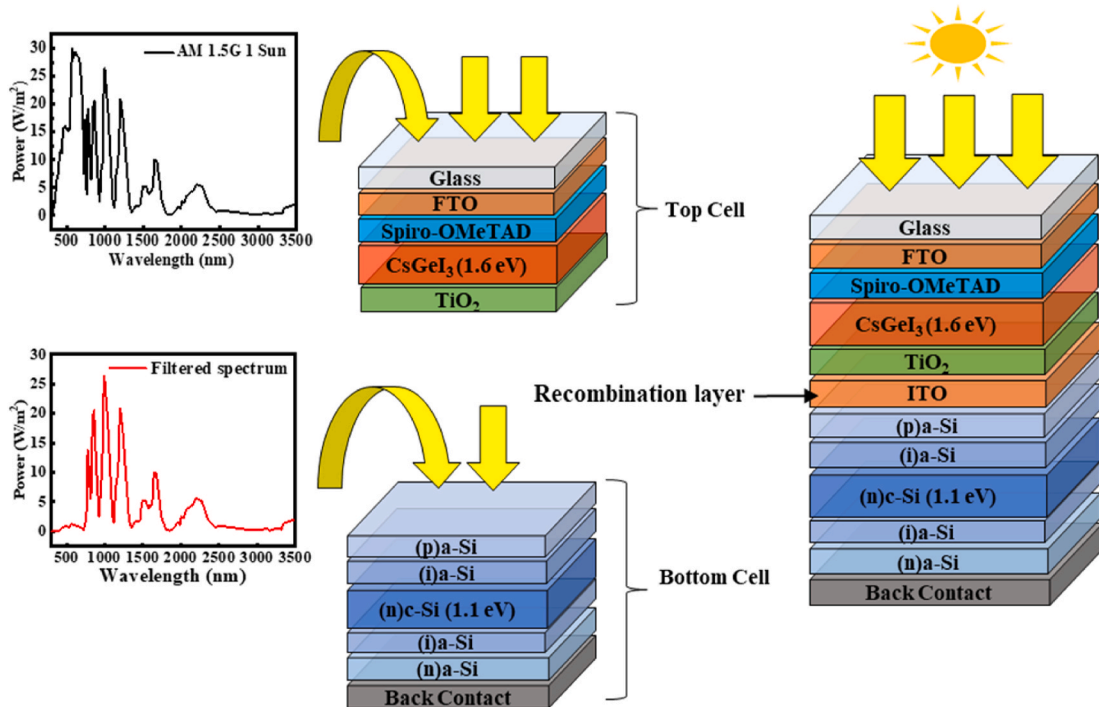 AM 1.5G 1 Sun
Power (W/m²)
30
25
20
15
10
5
0
500 1000 1500 2000 2500 3000 3500
Wavelength (nm)
Glass
FTO
Spiro-OMeTAD
CsGeI₃ (1.6 eV)
TiO₂
Top Cell
Filtered spectrum
Power (W/m²)
30
25
20
15
10
5
0
500 1000 1500 2000 2500 3000 3500
Wavelength (nm)
(p)a-Si
(i)a-Si
(n)c-Si (1.1 eV)
(i)a-Si
(n)a-Si
Back Contact
Bottom Cell
Glass
FTO
Spiro-OMeTAD
CsGeI₃ (1.6 eV)
TiO₂
Recombination layer
ITO
(p)a-Si
(i)a-Si
(n)c-Si (1.1 eV)
(i)a-Si
(n)a-Si
Back Contact